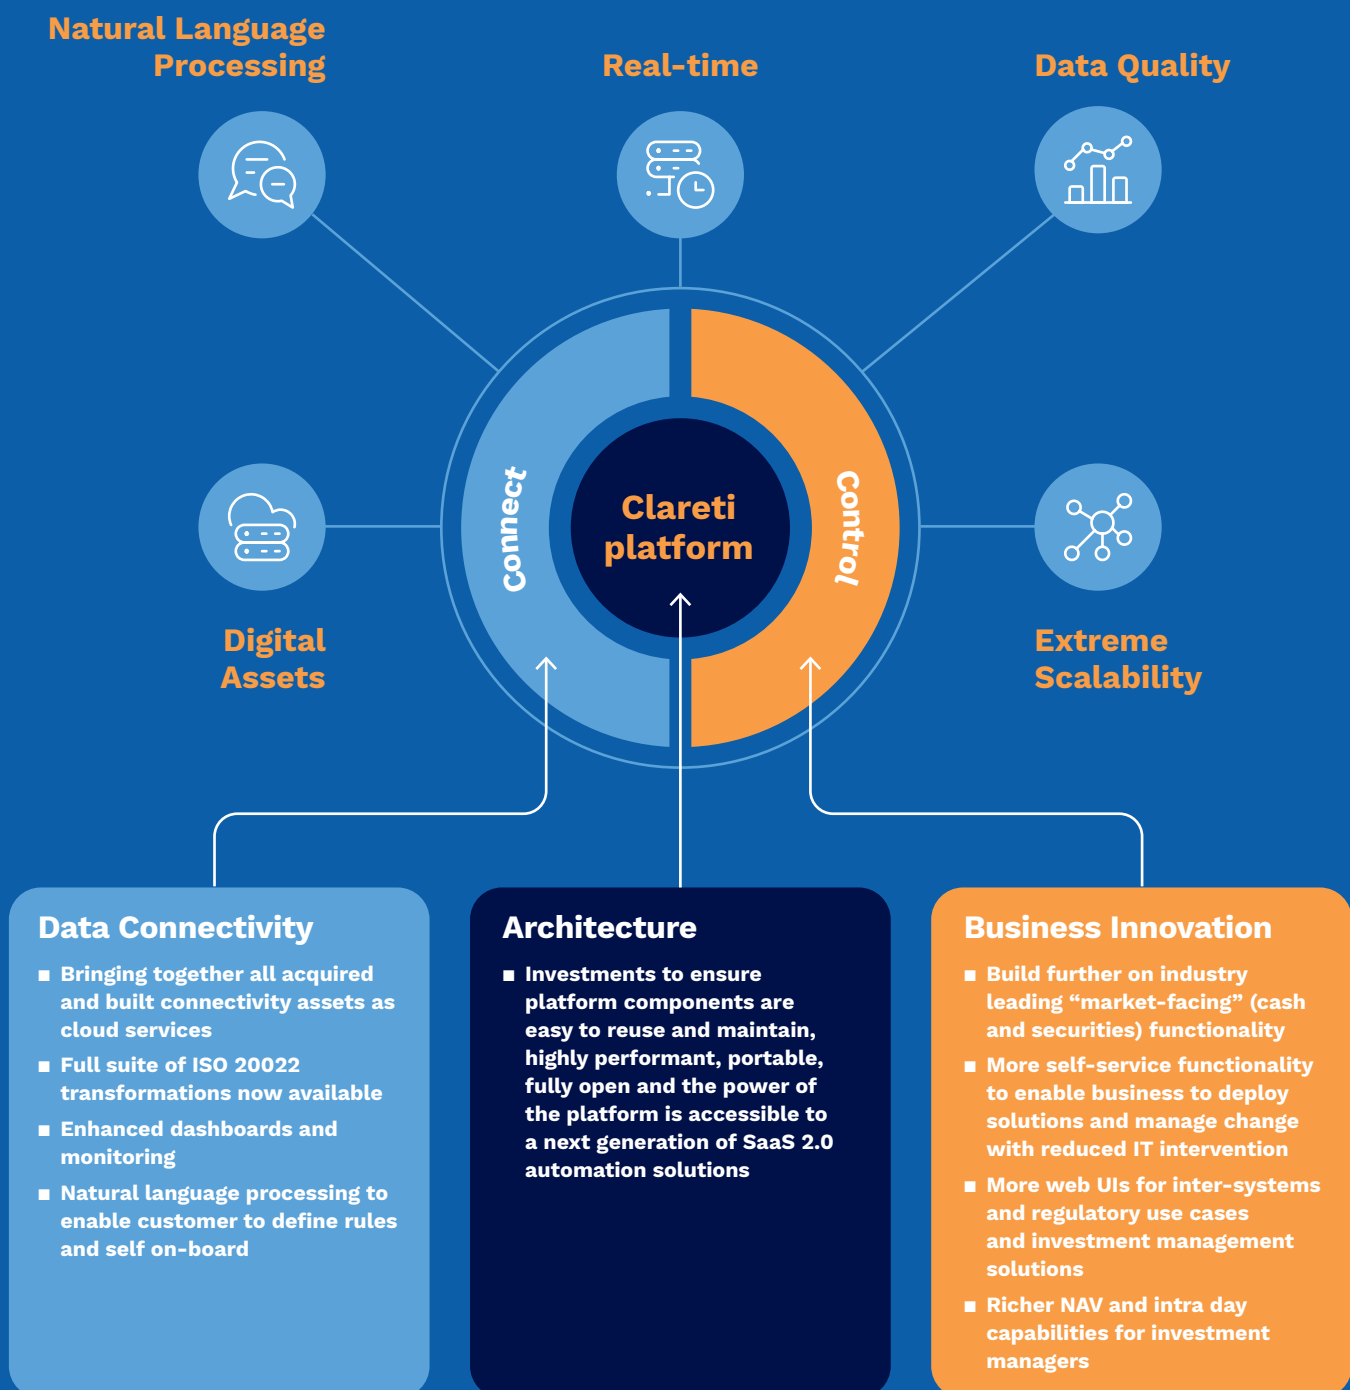 Natural Language
Processing
Real-time
Data Quality
Connect
Clareti
platform
Control
Digital
Assets
Extreme
Scalability
Data Connectivity
■ Bringing together all acquired
and built connectivity assets as
cloud services
■ Full suite of ISO 20022
transformations now available
■ Enhanced dashboards and
monitoring
■ Natural language processing to
enable customer to define rules
and self on-board
Architecture
■ Investments to ensure
platform components are
easy to reuse and maintain,
highly performant, portable,
fully open and the power of
the platform is accessible to
a next generation of SaaS 2.0
automation solutions
Business Innovation
■ Build further on industry
leading “market-facing” (cash
and securities) functionality
■ More self-service functionality
to enable business to deploy
solutions and manage change
with reduced IT intervention
■ More web UIs for inter-systems
and regulatory use cases
and investment management
solutions
■ Richer NAV and intra day
capabilities for investment
managers